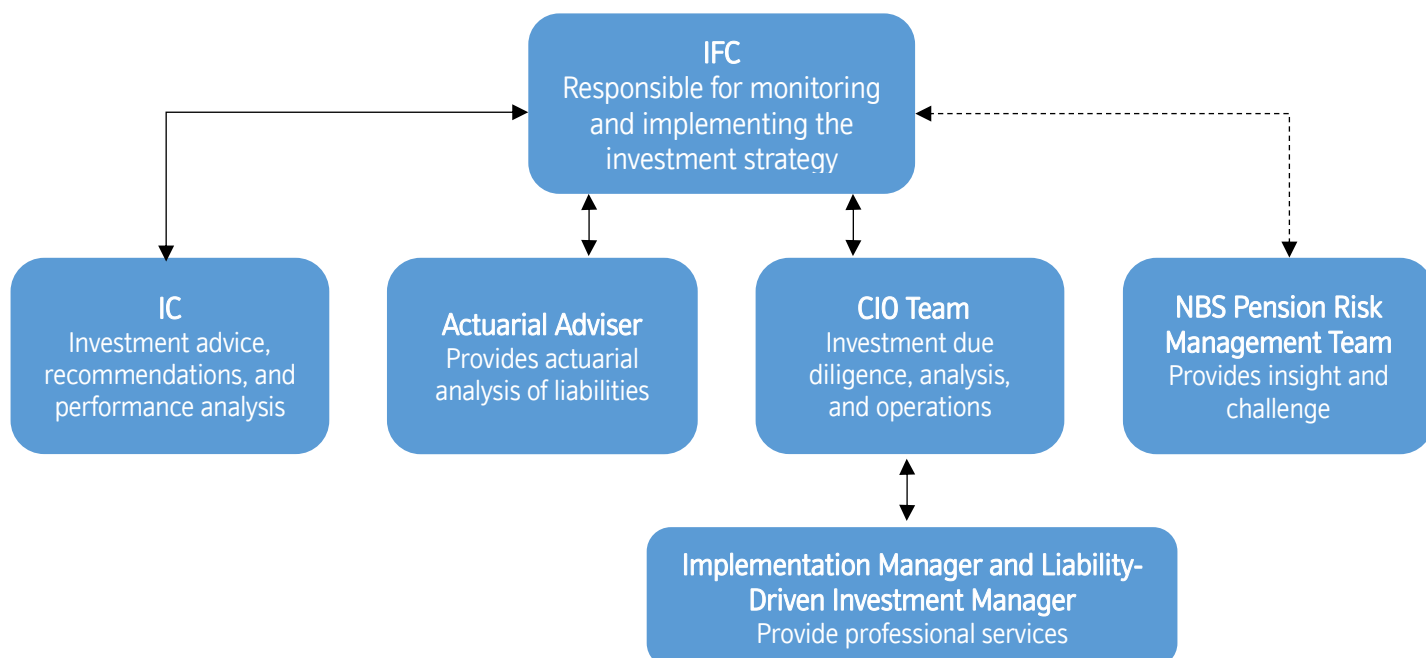 IFC
Responsible for monitoring
and implementing the
investment strategy
IC
Investment advice,
recommendations, and
performance analysis
Actuarial Adviser
Provides actuarial
analysis of liabilities
CIO Team
Investment due
diligence, analysis,
and operations
NBS Pension Risk
Management Team
Provides insight and
challenge
Implementation Manager and Liability-
Driven Investment Manager
Provide professional services